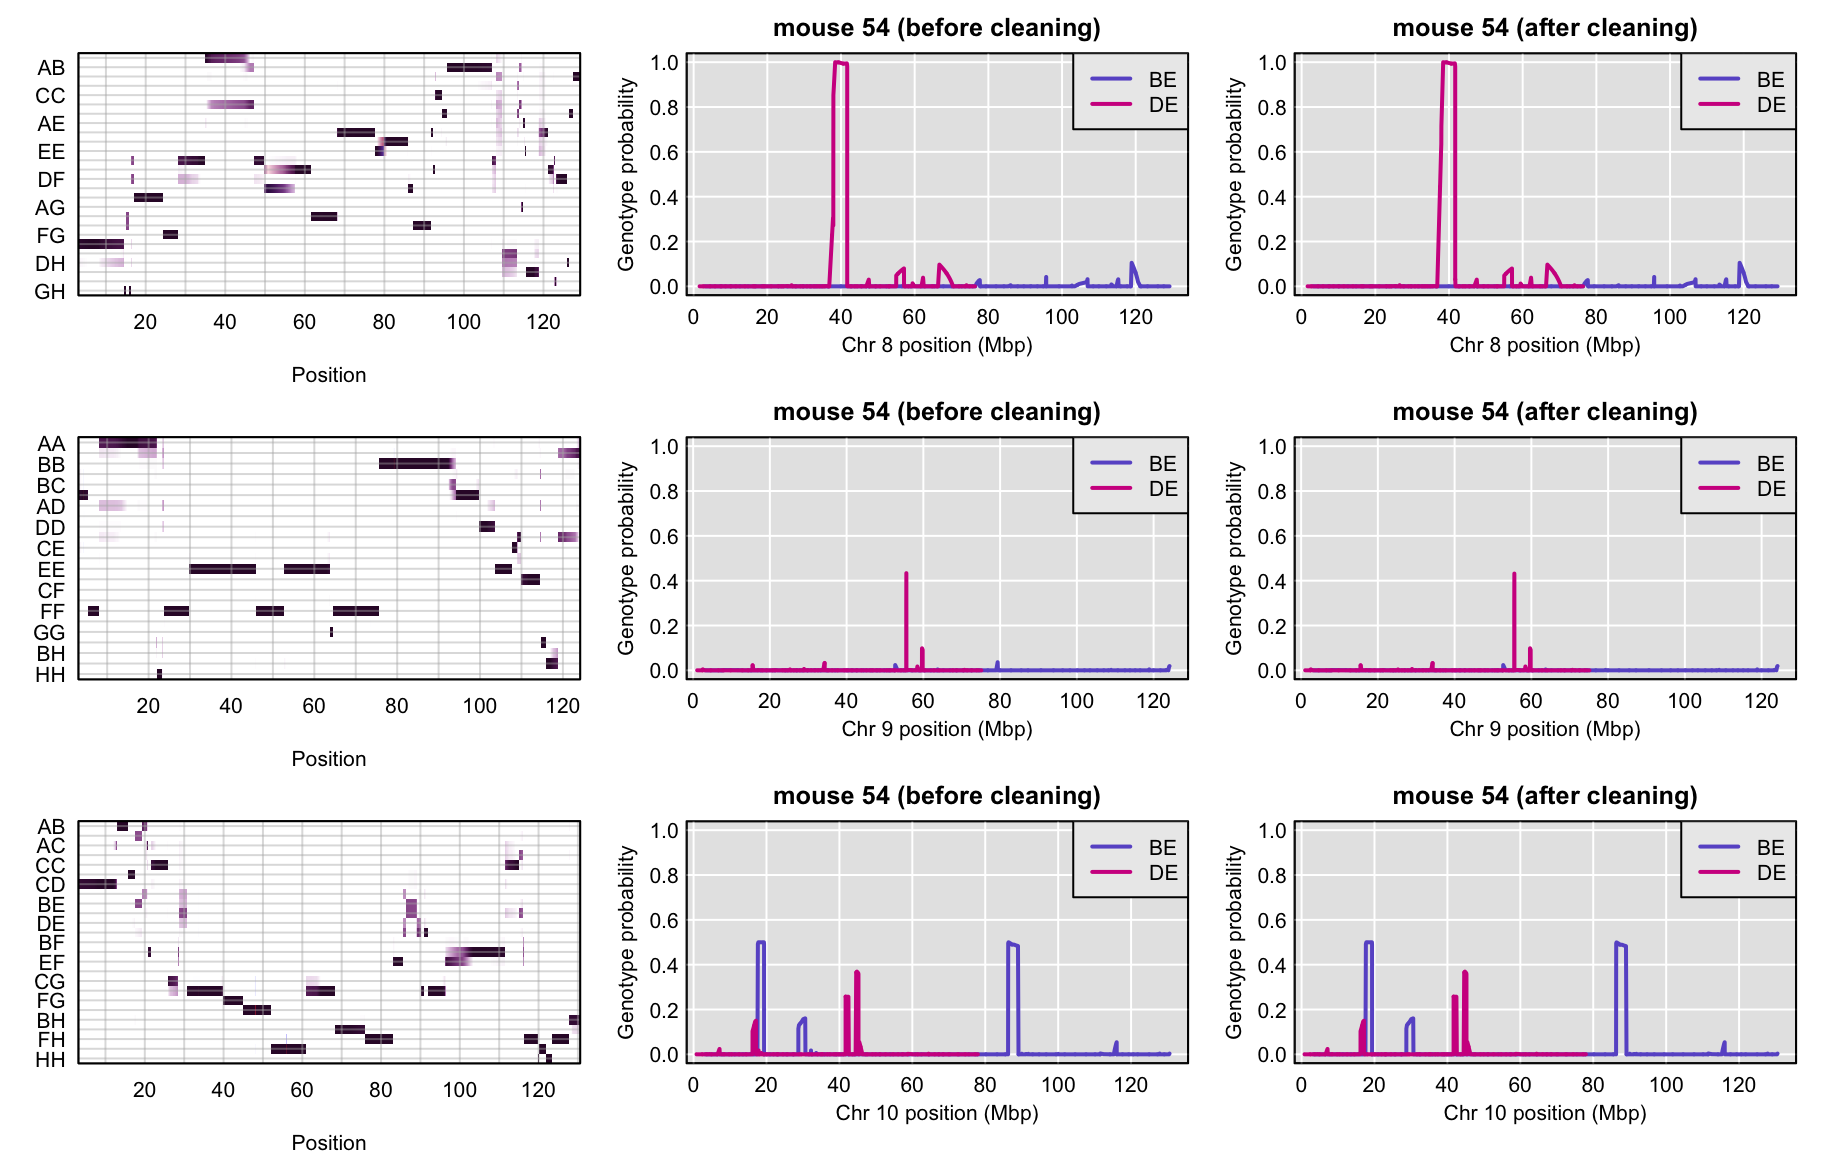 AB
CC
AE
EE
DF
AG
FG
DH
GH
20 40 60 80 100 120
Position
mouse 54 (before cleaning)
Genotype probability
1.0
0.8
0.6
0.4
0.2
0.0
BE
DE
0 20 40 60 80 100 120
Chr 8 position (Mbp)
mouse 54 (after cleaning)
Genotype probability
1.0
0.8
0.6
0.4
0.2
0.0
BE
DE
0 20 40 60 80 100 120
Chr 8 position (Mbp)
AA
BB
BC
AD
DD
CE
EE
CF
FF
GG
BH
HH
20 40 60 80 100 120
Position
mouse 54 (before cleaning)
Genotype probability
1.0
0.8
0.6
0.4
0.2
0.0
BE
DE
0 20 40 60 80 100 120
Chr 9 position (Mbp)
mouse 54 (after cleaning)
Genotype probability
1.0
0.8
0.6
0.4
0.2
0.0
BE
DE
0 20 40 60 80 100 120
Chr 9 position (Mbp)
AB
AC
CC
CD
BE
DE
BF
EF
CG
FG
BH
FH
HH
20 40 60 80 100 120
Position
mouse 54 (before cleaning)
Genotype probability
1.0
0.8
0.6
0.4
0.2
0.0
BE
DE
0 20 40 60 80 100 120
Chr 10 position (Mbp)
mouse 54 (after cleaning)
Genotype probability
1.0
0.8
0.6
0.4
0.2
0.0
BE
DE
0 20 40 60 80 100 120
Chr 10 position (Mbp)